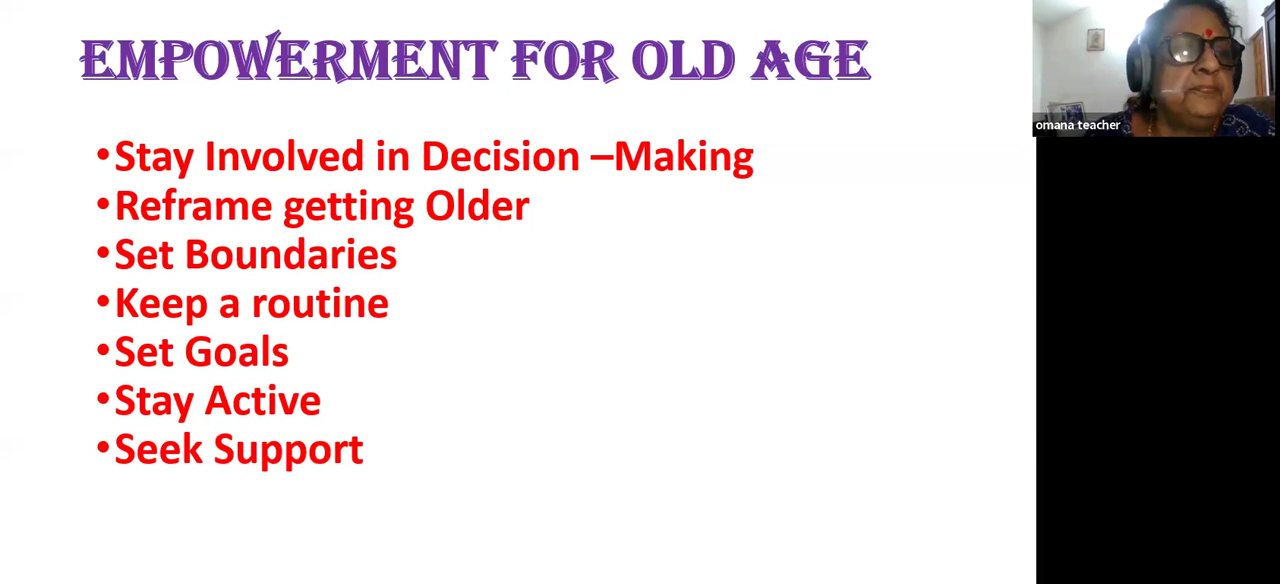 EMPOWERMENT FOR OLD AGE
•Stay Involved in Decision –Making
•Reframe getting Older
•Set Boundaries
•Keep a routine
•Set Goals
•Stay Active
•Seek Support
omana teacher